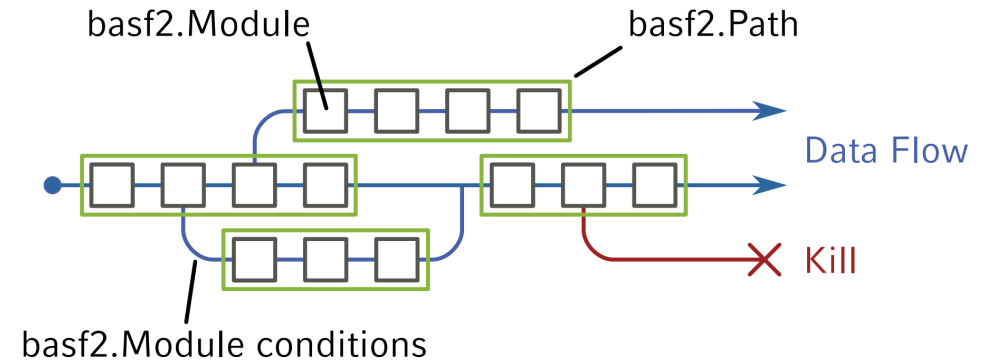 basf2.Module
basf2.Path
Data Flow
Kill
basf2.Module conditions